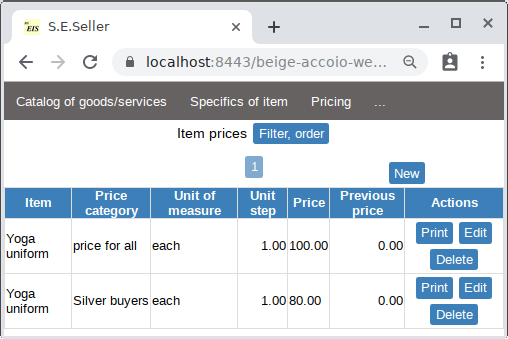 EIS S.E.Seller
localhost:8443/beige-accoio-we...
Catalog of goods/services Specifics of item Pricing ...
Item prices Filter, order
1
New
Item Price category Unit of measure Unit step Price Previous price Actions
Yoga uniform price for all each 1.00 100.00 0.00 Print Edit Delete
Yoga uniform Silver buyers each 1.00 80.00 0.00 Print Edit Delete